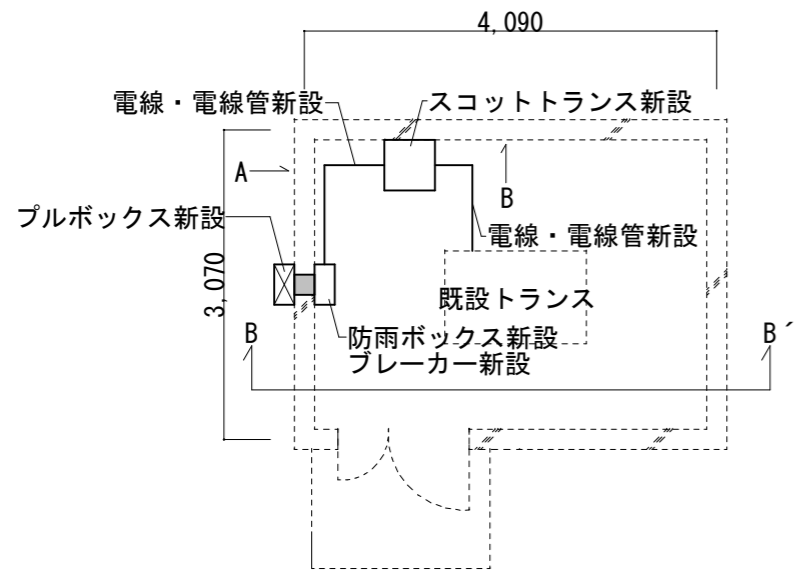 4,090
電線・電線管新設
スコットトランス新設
A
B
プルボックス新設
電線・電線管新設
3,070
既設トランス
防雨ボックス新設
ブレーカー新設
B
B´